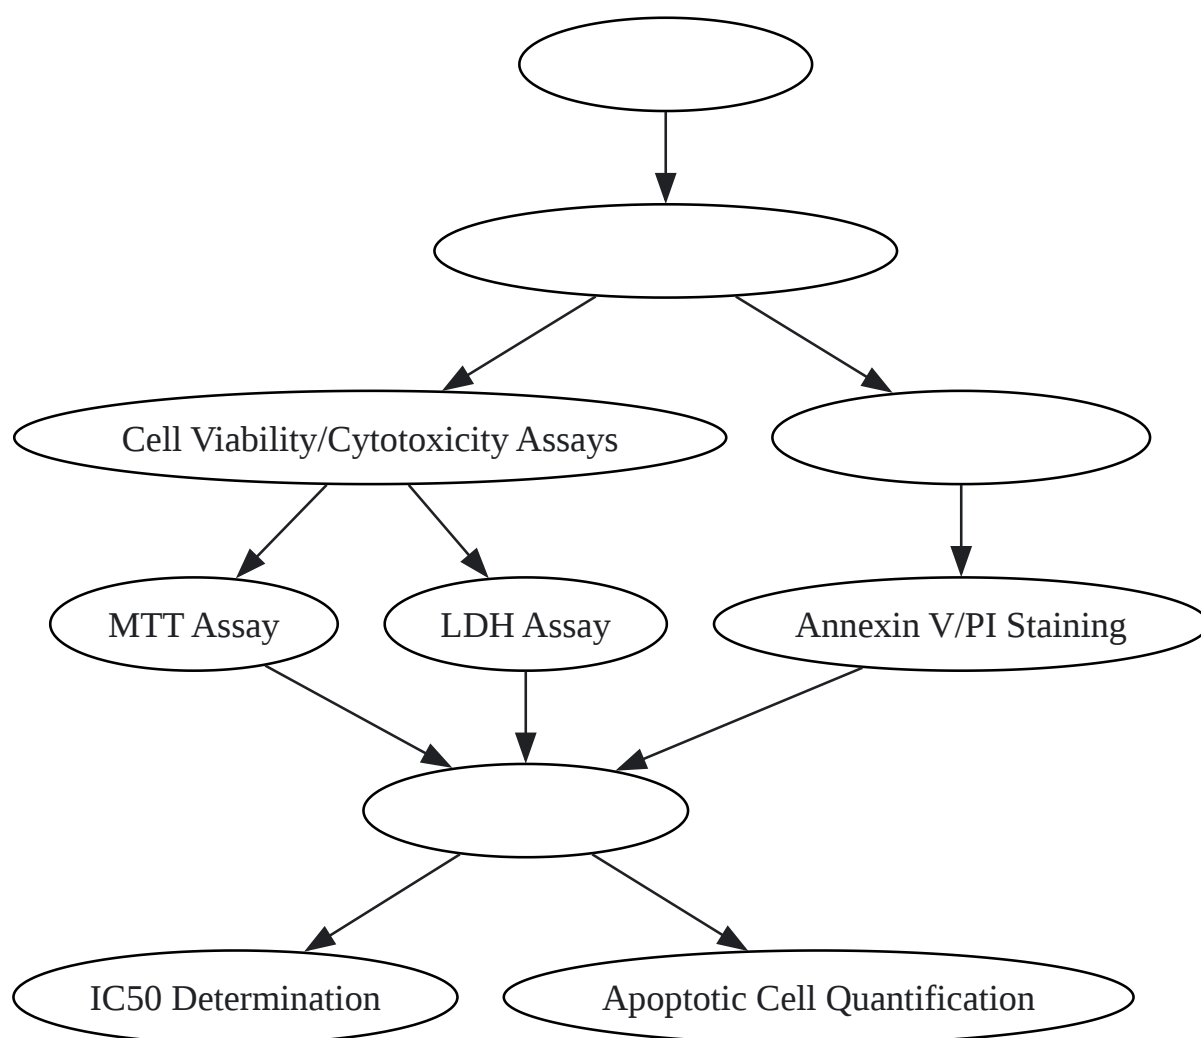 Cell Viability/Cytotoxicity Assays
MTT Assay
LDH Assay
Annexin V/PI Staining
IC50 Determination
Apoptotic Cell Quantification